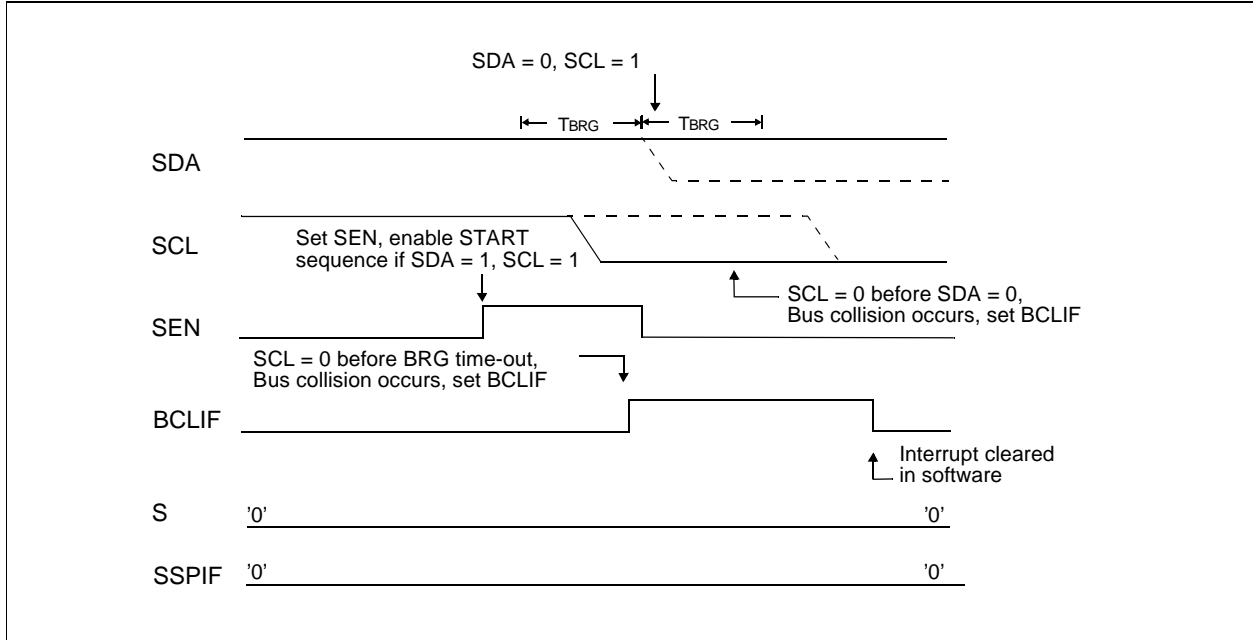 SDA = 0, SCL = 1
TBRG TBRG
SDA
SCL
Set SEN, enable START
sequence if SDA = 1, SCL = 1
SCL = 0 before SDA = 0,
Bus collision occurs, set BCLIF
SEN
SCL = 0 before BRG time-out,
Bus collision occurs, set BCLIF
BCLIF
Interrupt cleared
in software
S '0' '0'
SSPIF '0' '0'